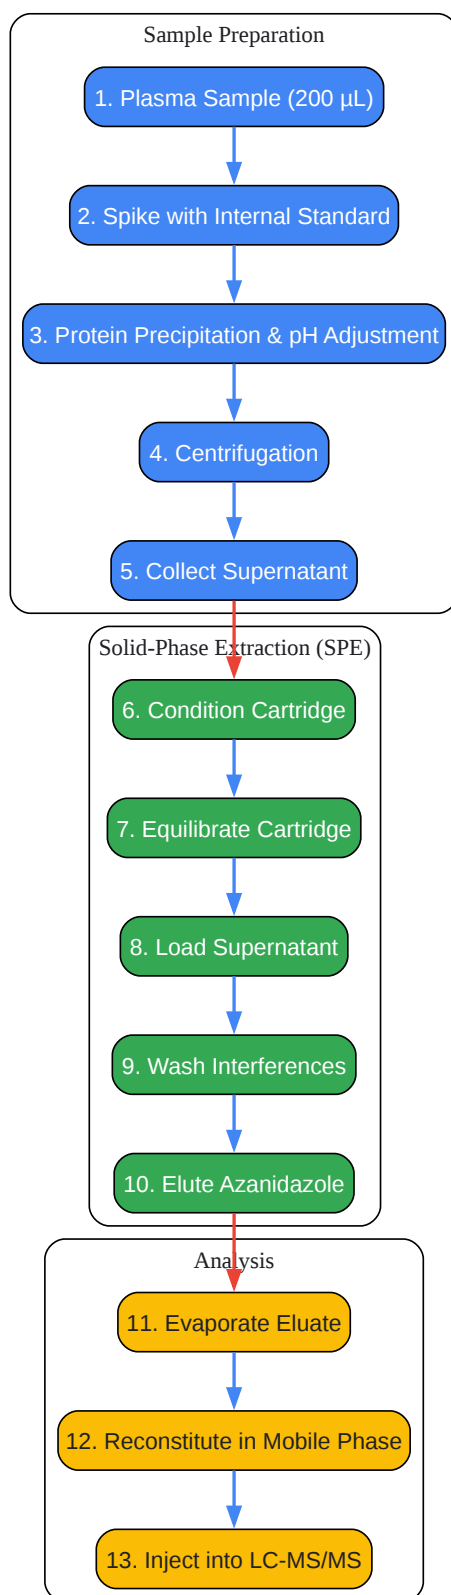 Sample Preparation
1. Plasma Sample (200 µL)
2. Spike with Internal Standard
3. Protein Precipitation & pH Adjustment
4. Centrifugation
5. Collect Supernatant
Solid-Phase Extraction (SPE)
6. Condition Cartridge
7. Equilibrate Cartridge
8. Load Supernatant
9. Wash Interferences
10. Elute Azanidazole
Analysis
11. Evaporate Eluate
12. Reconstitute in Mobile Phase
13. Inject into LC-MS/MS